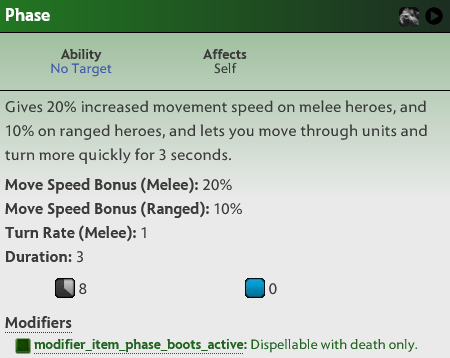 Phase
Ability
No Target
Affects
Self
Gives 20% increased movement speed on melee heroes, and
10% on ranged heroes, and lets you move through units and
turn more quickly for 3 seconds.
Move Speed Bonus (Melee): 20%
Move Speed Bonus (Ranged): 10%
Turn Rate (Melee): 1
Duration: 3
8
0
Modifiers
modifier_item_phase_boots_active: Dispellable with death only.